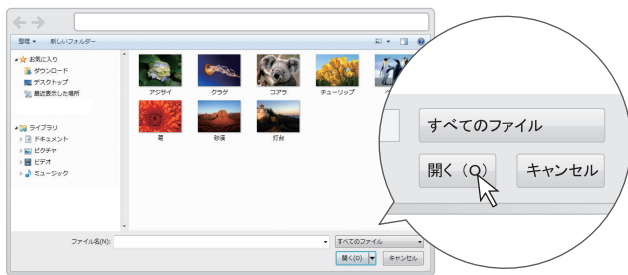 整理 ▼ 新しいフォルダー
お気に入り
ダウンロード
デスクトップ
最近表示した場所
ライブラリ
ドキュメント
ピクチャ
ビデオ
ミュージック
アジサイ クラゲ コアラ チューリップ
菊 砂漠 灯台
ファイル名(N): すべてのファイル
開く(O) キャンセル
すべてのファイル
開く (O) キャンセル